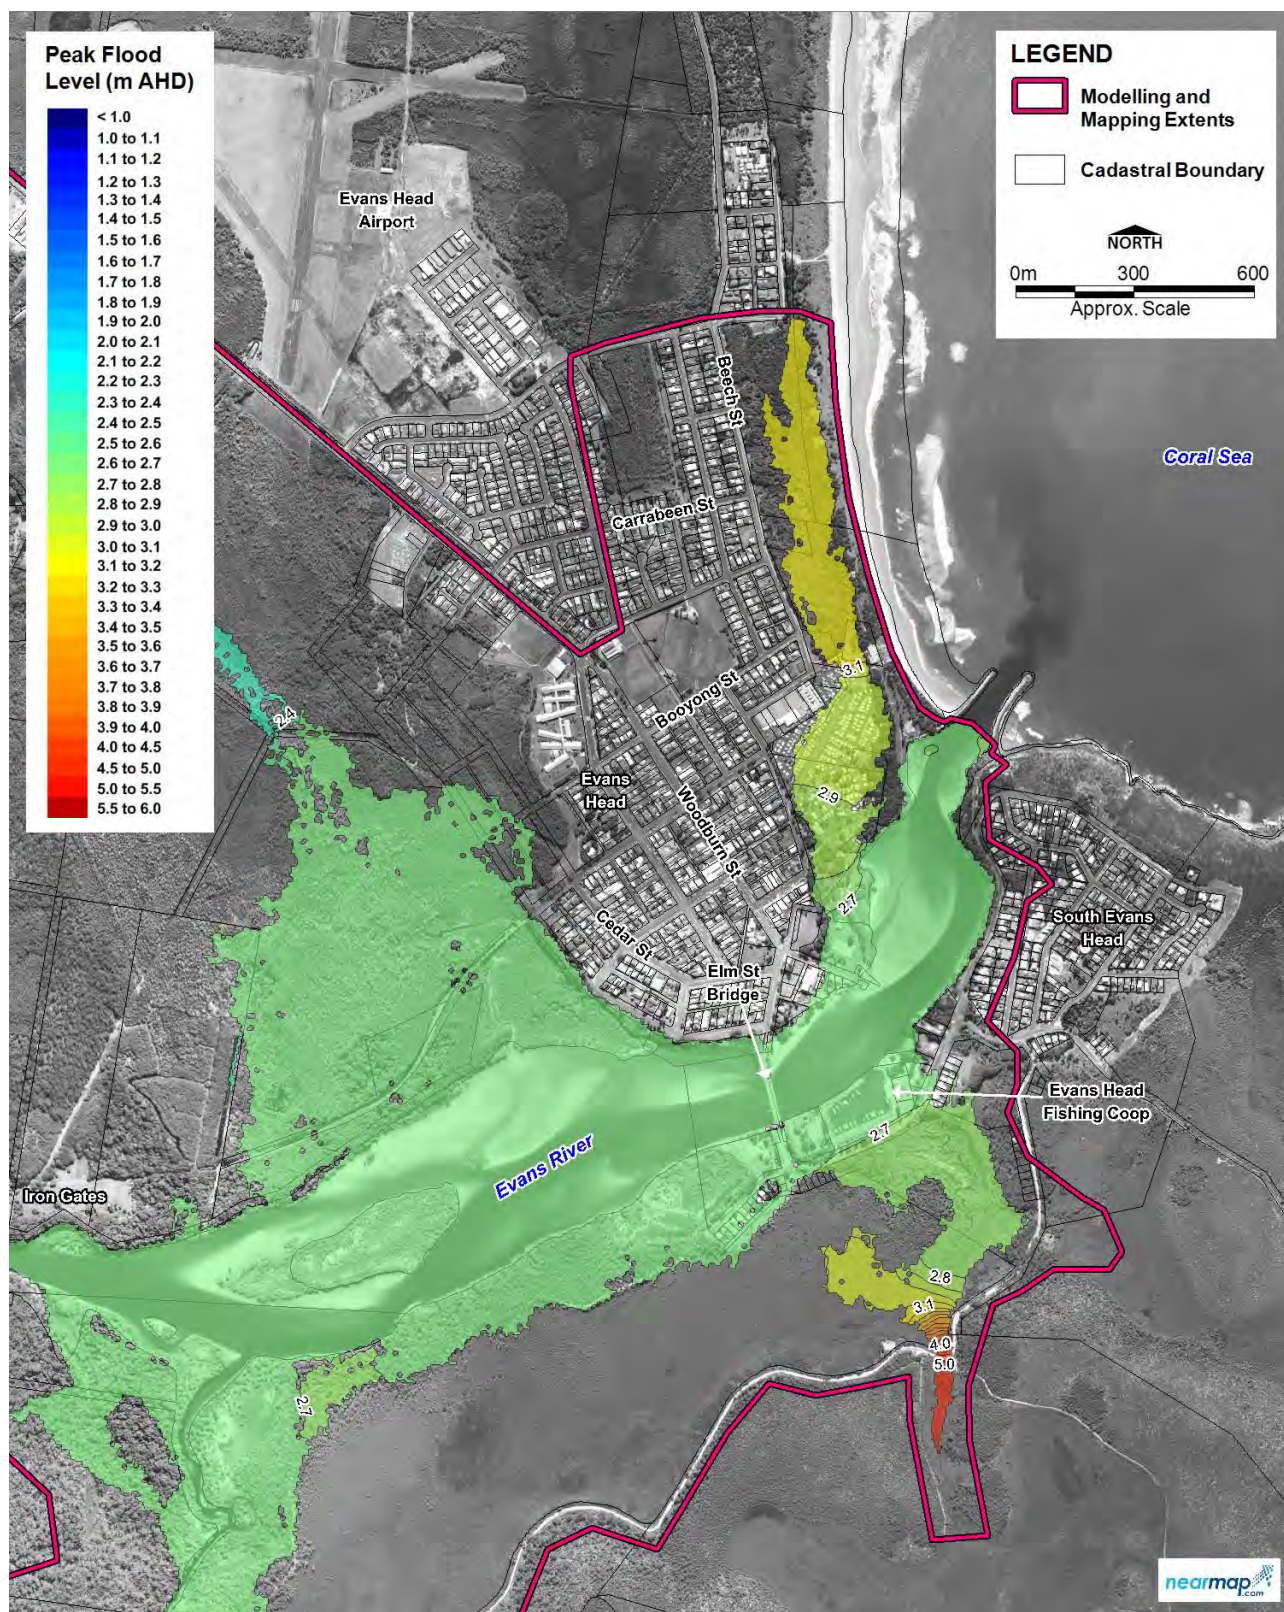 Peak Flood
Level (m AHD)
< 1.0
1.0 to 1.1
1.1 to 1.2
1.2 to 1.3
1.3 to 1.4
1.4 to 1.5
1.5 to 1.6
1.6 to 1.7
1.7 to 1.8
1.8 to 1.9
1.9 to 2.0
2.0 to 2.1
2.1 to 2.2
2.2 to 2.3
2.3 to 2.4
2.4 to 2.5
2.5 to 2.6
2.6 to 2.7
2.7 to 2.8
2.8 to 2.9
2.9 to 3.0
3.0 to 3.1
3.1 to 3.2
3.2 to 3.3
3.3 to 3.4
3.4 to 3.5
3.5 to 3.6
3.6 to 3.7
3.7 to 3.8
3.8 to 3.9
3.9 to 4.0
4.0 to 4.5
4.5 to 5.0
5.0 to 5.5
5.5 to 6.0
LEGEND
Modelling and
Mapping Extents
Cadastral Boundary
NORTH
0m 300 600
Approx. Scale
Evans Head
Airport
Beech St
Coral Sea
Carrabeen St
3.1
Booyong St
2.4
Evans
Head
Woodburn St
2.9
2.7
Cedar St
South Evans
Head
Elm St
Bridge
Evans Head
Fishing Coop
2.7
Evans River
Iron Gates
2.8
3.1
4.0
5.0
2.7
nearmap
.com